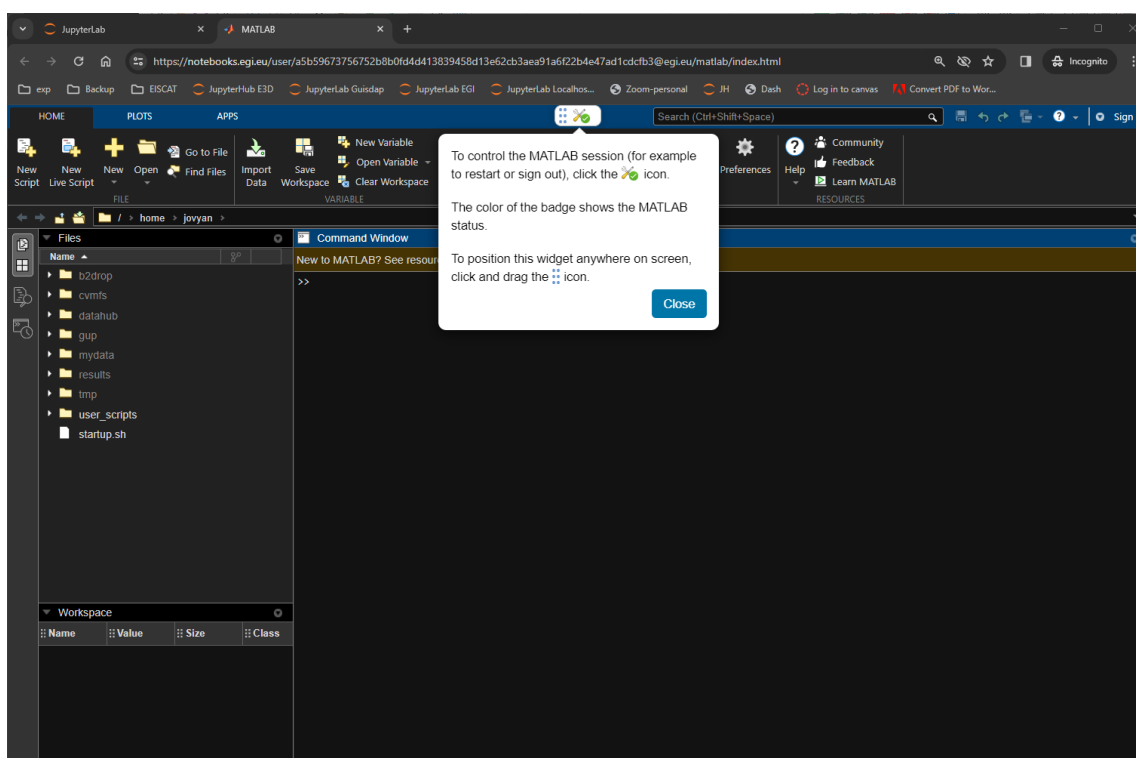 JupyterLab
MATLAB
https://notebooks.egi.eu/user/a5b59673756752b8b0fd4d413839458d13e62cb3aea91a6f22b4e47ad1cdcfb3@egi.eu/matlab/index.html
Incognito
exp Backup EISCAT JupyterHub E3D JupyterLab Guisdap JupyterLab EGI JupyterLab Localhos... Zoom-personal JH Dash Log in to canvas Convert PDF to Wor...
HOME PLOTS APPS
Search (Ctrl+Shift+Space)
Sign
New Script
New Live Script
New
Open
Go to File
Find Files
FILE
Import Data
Save Workspace
New Variable
Open Variable
Clear Workspace
VARIABLE
Preferences
Help
Community
Feedback
Learn MATLAB
RESOURCES
/ > home > jovyan >
Files
Name
b2drop
cvmfs
datahub
gup
mydata
results
tmp
user_scripts
startup.sh
Workspace
Name Value Size Class
Command Window
New to MATLAB? See resour
>>
To control the MATLAB session (for example
to restart or sign out), click the icon.
The color of the badge shows the MATLAB
status.
To position this widget anywhere on screen,
click and drag the icon.
Close